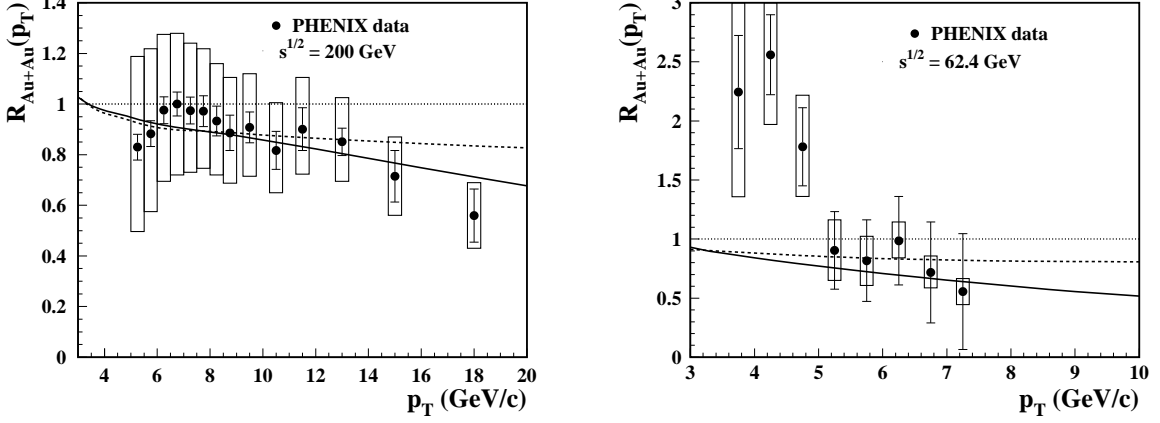 R_Au+Au(p_T)
1.4
1.2
1
0.8
0.6
0.4
0.2
0
PHENIX data
s^1/2 = 200 GeV
4 6 8 10 12 14 16 18 20
p_T (GeV/c)
R_Au+Au(p_T)
3
2.5
2
1.5
1
0.5
0
PHENIX data
s^1/2 = 62.4 GeV
3 4 5 6 7 8 9 10
p_T (GeV/c)